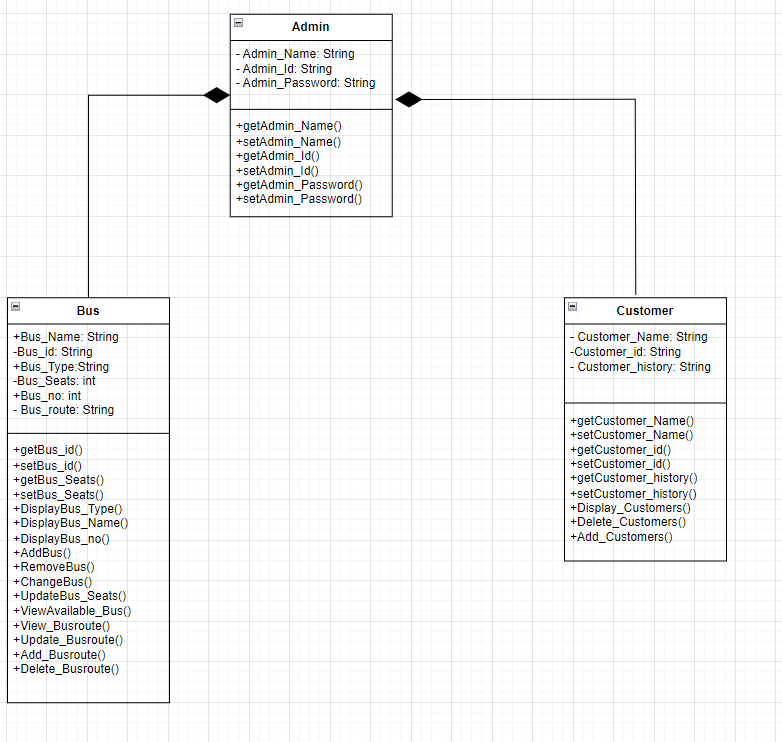 Admin
- Admin_Name: String
- Admin_Id: String
- Admin_Password: String
+getAdmin_Name()
+setAdmin_Name()
+getAdmin_Id()
+setAdmin_Id()
+getAdmin_Password()
+setAdmin_Password()
Bus
+Bus_Name: String
-Bus_id: String
+Bus_Type:String
-Bus_Seats: int
+Bus_no: int
- Bus_route: String
+getBus_id()
+setBus_id()
+getBus_Seats()
+setBus_Seats()
+DisplayBus_Type()
+DisplayBus_Name()
+DisplayBus_no()
+AddBus()
+RemoveBus()
+ChangeBus()
+UpdateBus_Seats()
+ViewAvailable_Bus()
+View_Busroute()
+Update_Busroute()
+Add_Busroute()
+Delete_Busroute()
Customer
- Customer_Name: String
-Customer_id: String
- Customer_history: String
+getCustomer_Name()
+setCustomer_Name()
+getCustomer_id()
+setCustomer_id()
+getCustomer_history()
+setCustomer_history()
+Display_Customers()
+Delete_Customers()
+Add_Customers()